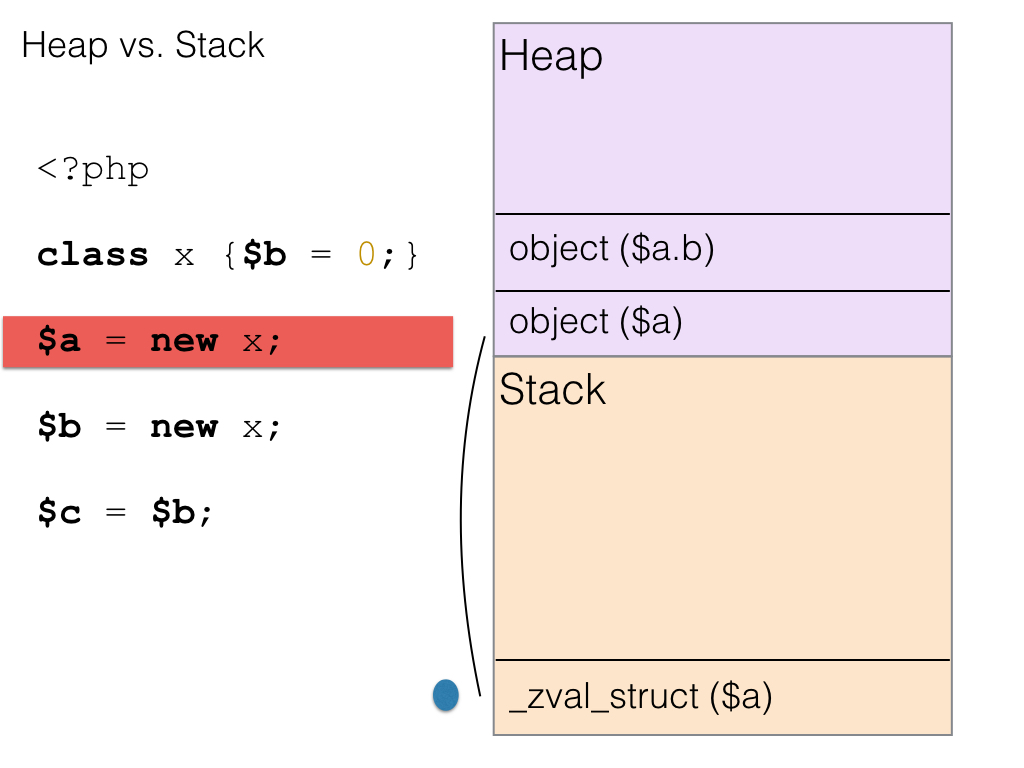 Heap vs. Stack
<?php
class x {$b = 0;}
$a = new x;
$b = new x;
$c = $b;
Heap
object ($a.b)
object ($a)
Stack
_zval_struct ($a)